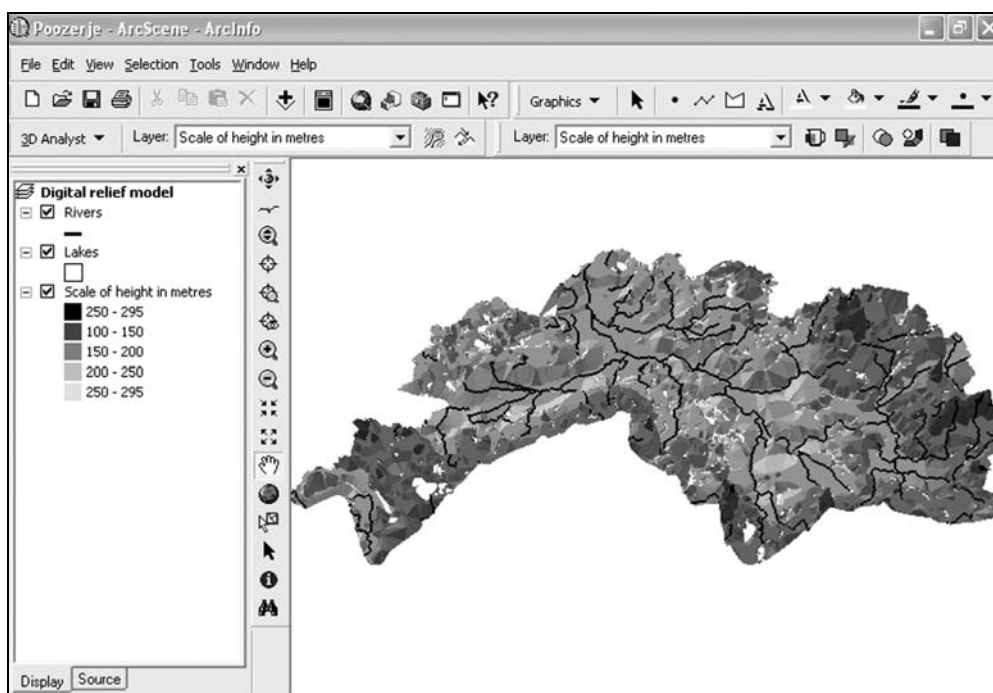 Poozerje - ArcScene - ArcInfo
File Edit View Selection Tools Window Help
Graphics
3D Analyst Layer: Scale of height in metres Layer: Scale of height in metres
Digital relief model
Rivers
Lakes
Scale of height in metres
250 - 295
100 - 150
150 - 200
200 - 250
250 - 295
Display Source